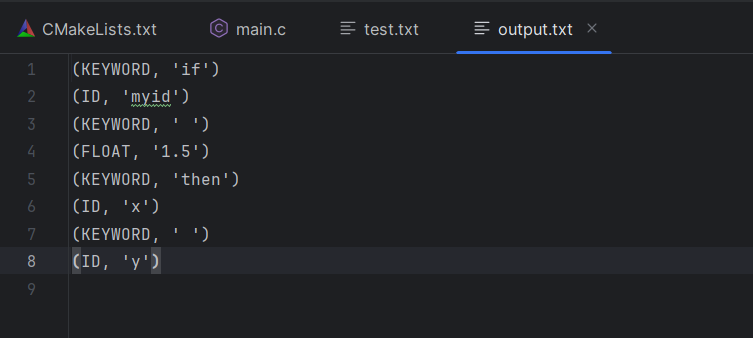 CMakeLists.txt main.c test.txt output.txt
1 (KEYWORD, 'if')
2 (ID, 'myid')
3 (KEYWORD, ' ')
4 (FLOAT, '1.5')
5 (KEYWORD, 'then')
6 (ID, 'x')
7 (KEYWORD, ' ')
8 (ID, 'y')
9